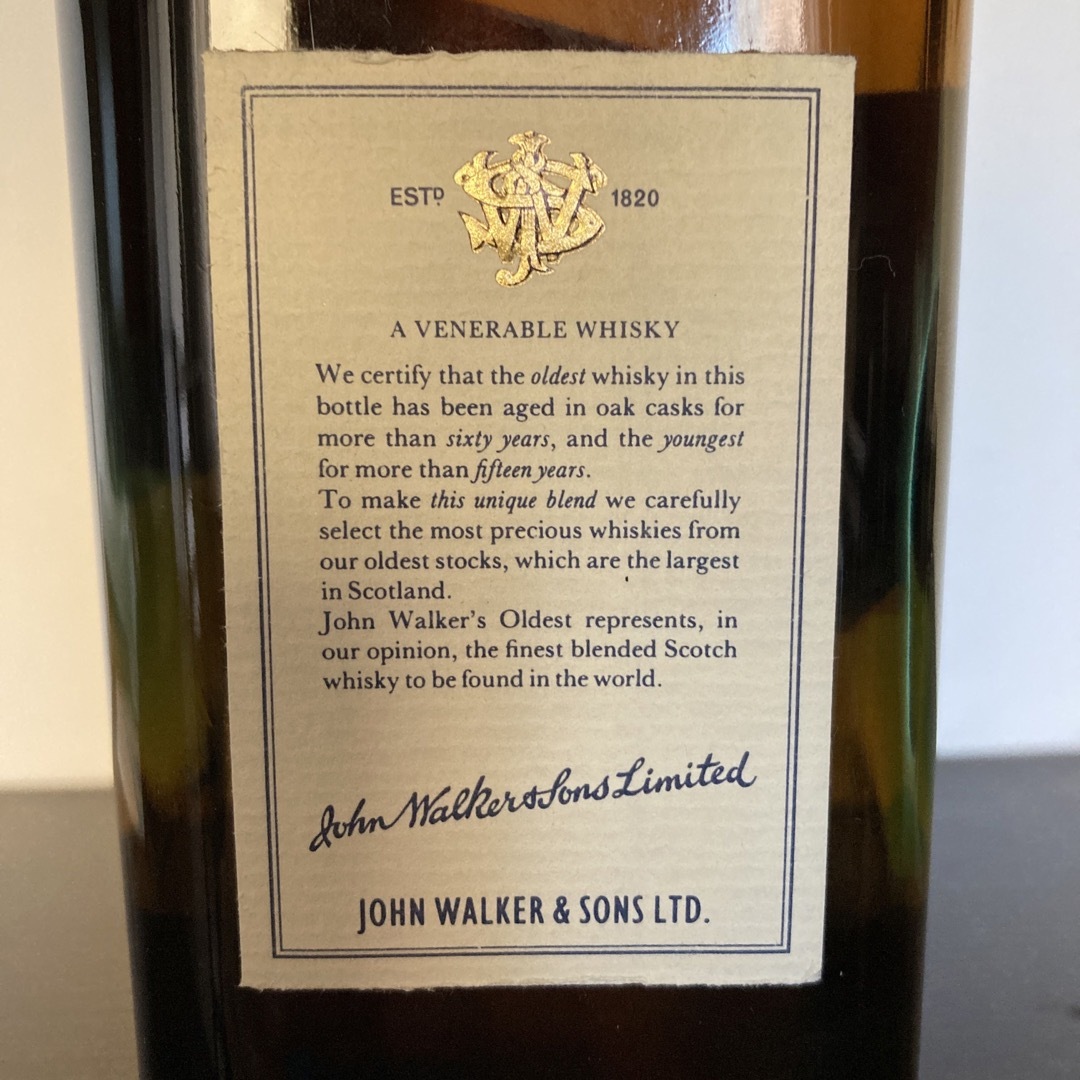 ESTD. 1820
A VENERABLE WHISKY
We certify that the oldest whisky in this
bottle has been aged in oak casks for
more than sixty years, and the youngest
for more than fifteen years.
To make this unique blend we carefully
select the most precious whiskies from
our oldest stocks, which are the largest
in Scotland.
John Walker's Oldest represents, in
our opinion, the finest blended Scotch
whisky to be found in the world.
John Walker & Sons Limited
JOHN WALKER & SONS LTD.